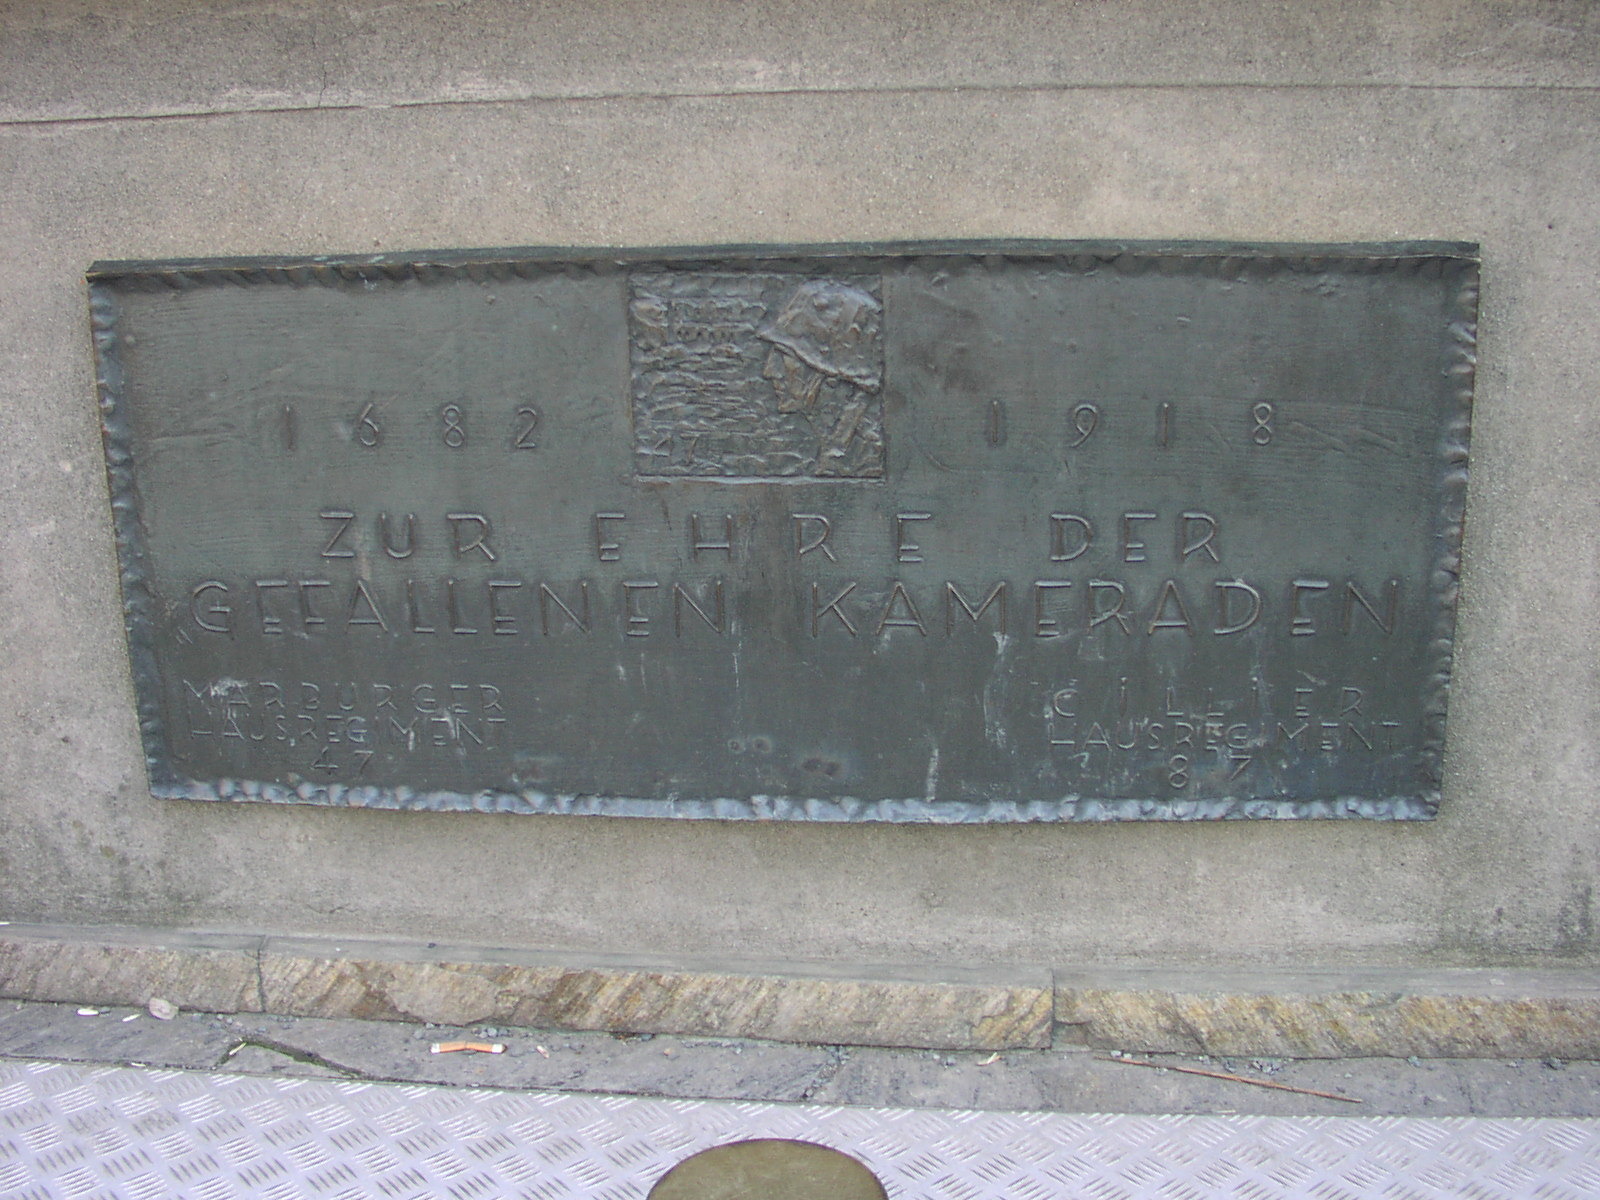 1682 1918
47
ZUR EHRE DER
GEFALLENEN KAMERADEN
MARBURGER
HAUSREGIMENT
47
CILLIER
HAUSREGIMENT
87